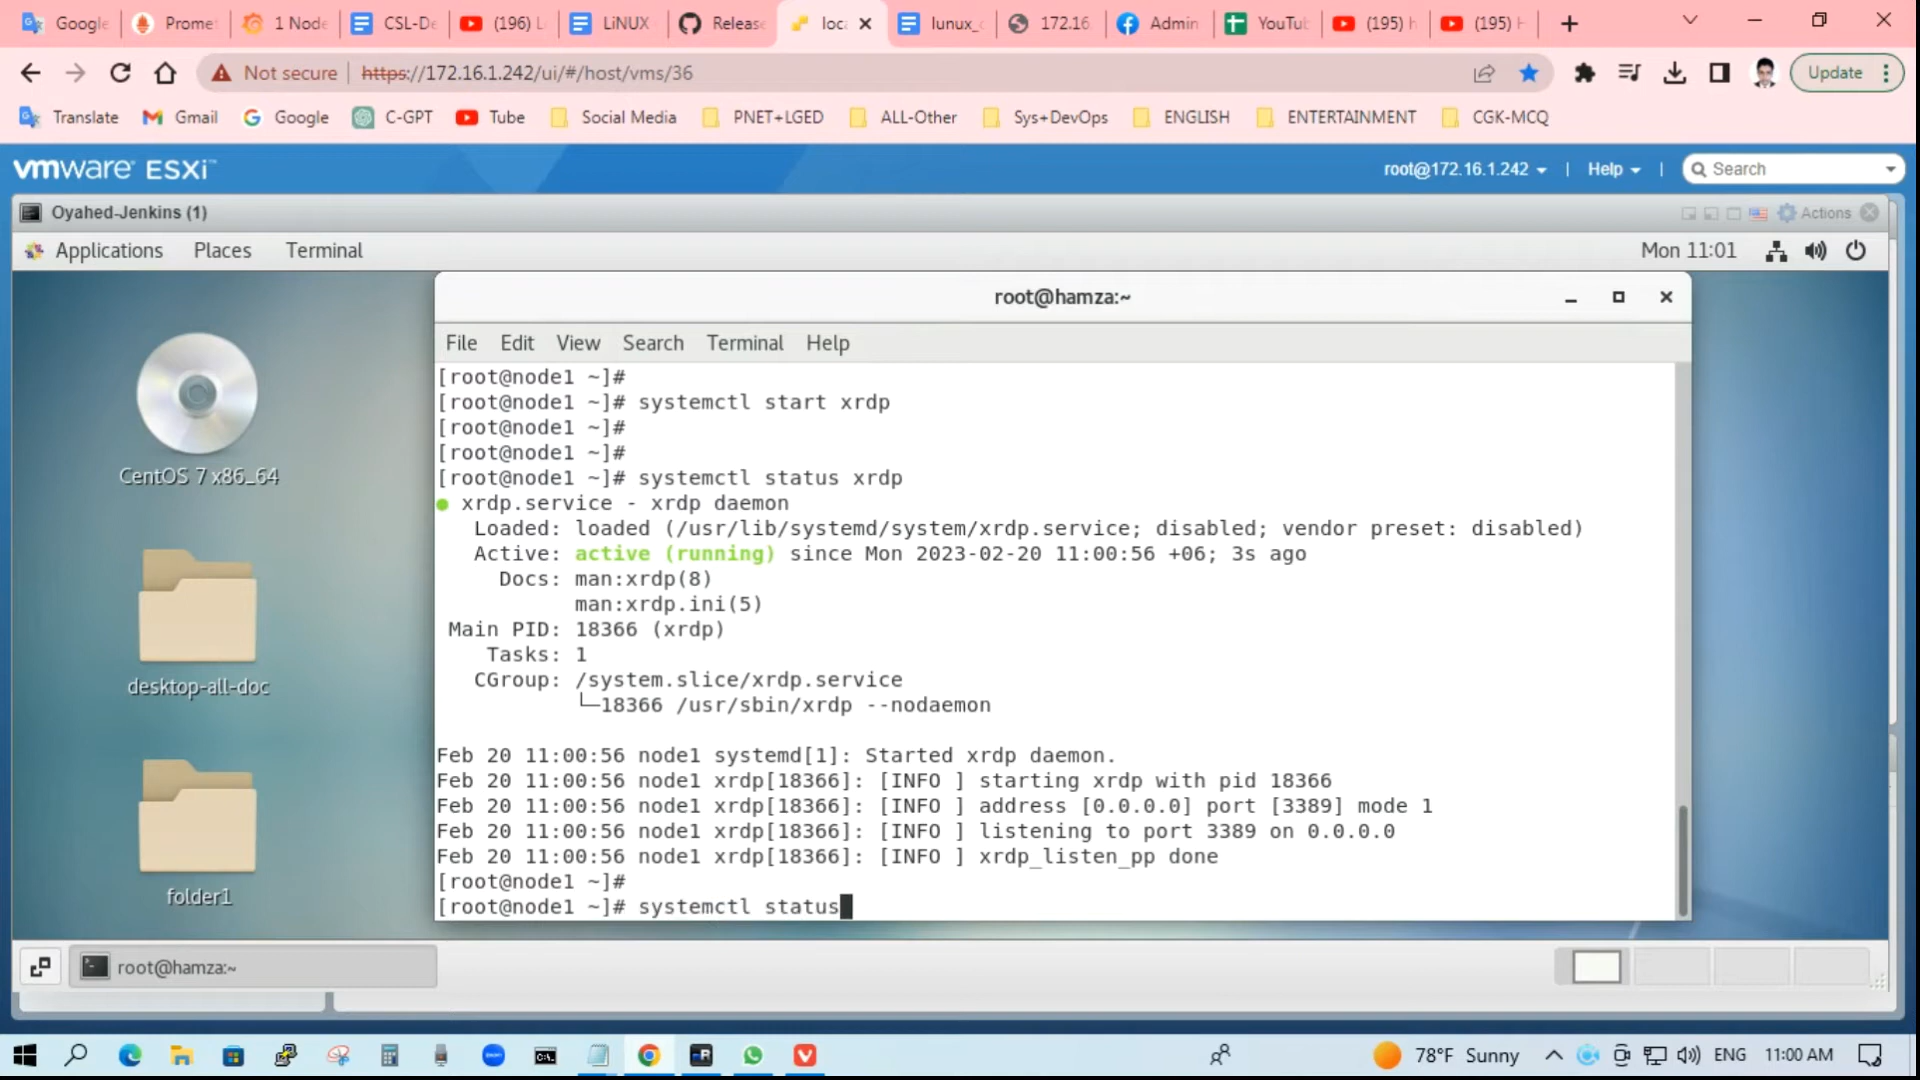 Google
Promet
1 Node
CSL-De
(196) L
LiNUX
Release
loc
lunux_c
172.16.
Admin
YouTub
(195) h
(195) H
Not secure
https://172.16.1.242/ui/#/host/vms/36
Update
Translate
Gmail
Google
C-GPT
Tube
Social Media
PNET+LGED
ALL-Other
Sys+DevOps
ENGLISH
ENTERTAINMENT
CGK-MCQ
vmware ESXi™
root@172.16.1.242
|
Help
|
Search
Oyahed-Jenkins (1)
Actions
Applications
Places
Terminal
Mon 11:01
CentOS 7 x86_64
desktop-all-doc
folder1
root@hamza:~
File Edit View Search Terminal Help
[root@node1 ~]#
[root@node1 ~]# systemctl start xrdp
[root@node1 ~]#
[root@node1 ~]#
[root@node1 ~]# systemctl status xrdp
● xrdp.service - xrdp daemon
Loaded: loaded (/usr/lib/systemd/system/xrdp.service; disabled; vendor preset: disabled)
Active: active (running) since Mon 2023-02-20 11:00:56 +06; 3s ago
Docs: man:xrdp(8)
man:xrdp.ini(5)
Main PID: 18366 (xrdp)
Tasks: 1
CGroup: /system.slice/xrdp.service
└─18366 /usr/sbin/xrdp --nodaemon
Feb 20 11:00:56 node1 systemd[1]: Started xrdp daemon.
Feb 20 11:00:56 node1 xrdp[18366]: [INFO ] starting xrdp with pid 18366
Feb 20 11:00:56 node1 xrdp[18366]: [INFO ] address [0.0.0.0] port [3389] mode 1
Feb 20 11:00:56 node1 xrdp[18366]: [INFO ] listening to port 3389 on 0.0.0.0
Feb 20 11:00:56 node1 xrdp[18366]: [INFO ] xrdp_listen_pp done
[root@node1 ~]#
[root@node1 ~]# systemctl status
root@hamza:~
78°F Sunny
ENG
11:00 AM